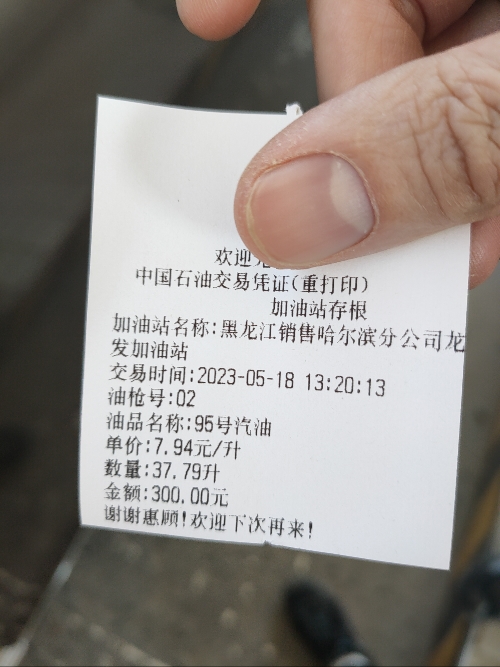 欢迎
中国石油交易凭证(重打印)
加油站存根
加油站名称:黑龙江销售哈尔滨分公司龙
发加油站
交易时间:2023-05-18 13:20:13
油枪号:02
油品名称:95号汽油
单价:7.94元/升
数量:37.79升
金额:300.00元
谢谢惠顾!欢迎下次再来!